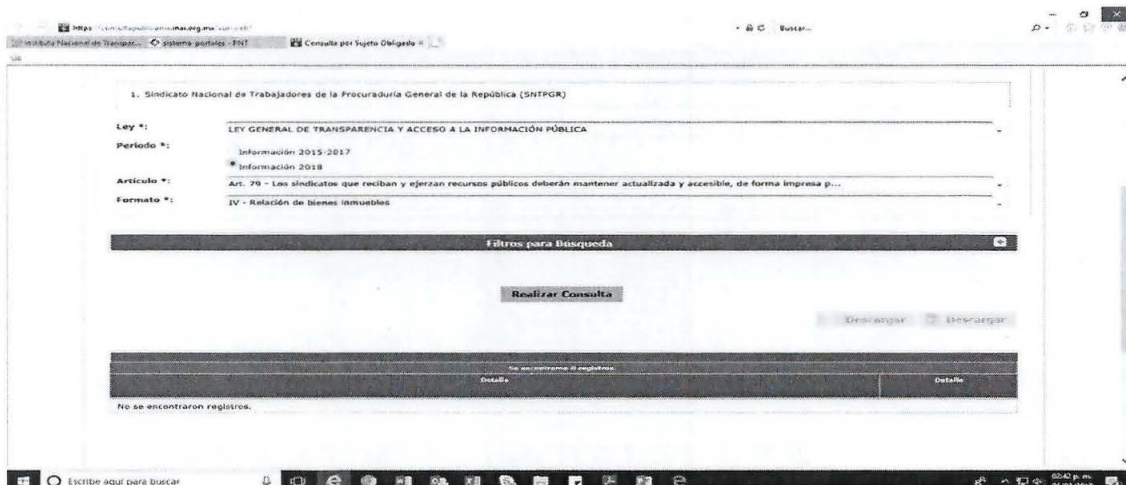 Buscar...
sistema portales - PNT
Consulta por Sujeto Obligado
1. Sindicato Nacional de Trabajadores de la Procuraduría General de la República (SNTPGR)
Ley *:
LEY GENERAL DE TRANSPARENCIA Y ACCESO A LA INFORMACIÓN PÚBLICA
Periodo *:
Información 2015-2017
Información 2018
Artículo *:
Art. 79 - Los sindicatos que reciban y ejerzan recursos públicos deberán mantener actualizada y accesible, de forma impresa p...
Formato *:
IV - Relación de bienes inmuebles
Filtros para Búsqueda
Realizar Consulta
Descargar Descargar
Se encontraron 0 registros.
Detalle Detalle
No se encontraron registros.
Escribe aquí para buscar
02:42 p. m.